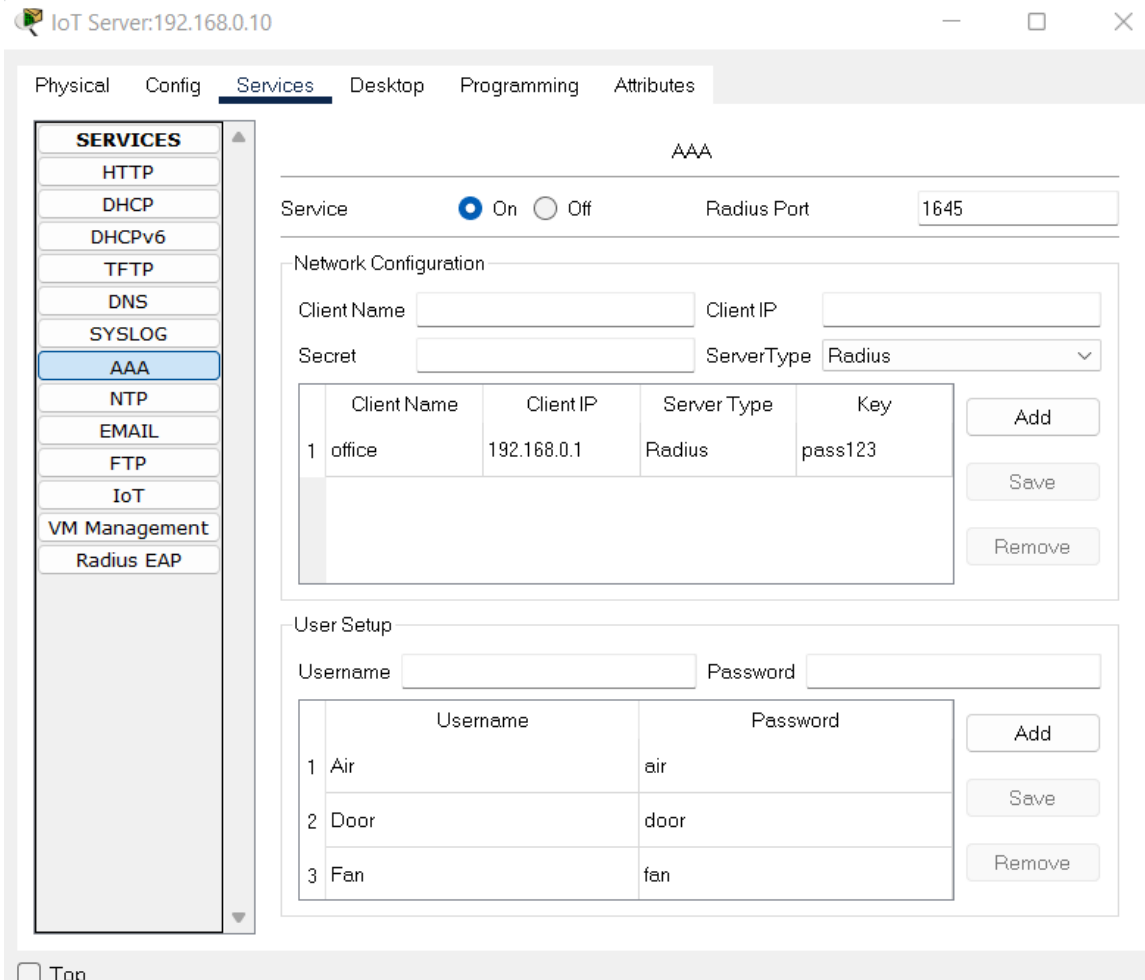 IoT Server:192.168.0.10
Physical Config Services Desktop Programming Attributes
SERVICES
HTTP
DHCP
DHCPv6
TFTP
DNS
SYSLOG
AAA
NTP
EMAIL
FTP
IoT
VM Management
Radius EAP
AAA
Service On Off Radius Port 1645
Network Configuration
Client Name Client IP
Secret ServerType Radius
Client Name Client IP Server Type Key
1 office 192.168.0.1 Radius pass123
Add
Save
Remove
User Setup
Username Password
Username Password
1 Air air
2 Door door
3 Fan fan
Add
Save
Remove
Top